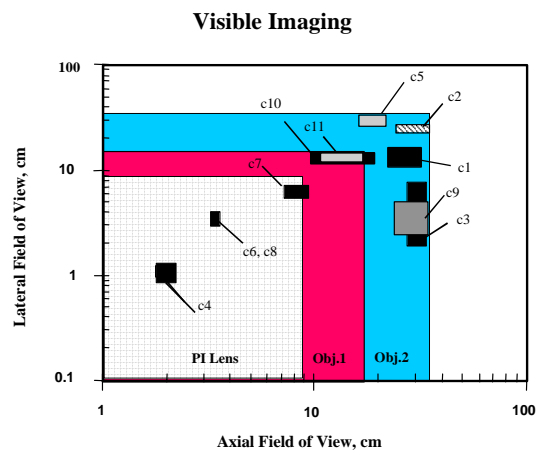 Visible Imaging
100
c5
c2
c10
c11
10
c7
c1
c9
c6, c8
c3
1
c4
PI Lens
Obj.1
Obj.2
0.1
1
10
100
Lateral Field of View, cm
Axial Field of View, cm